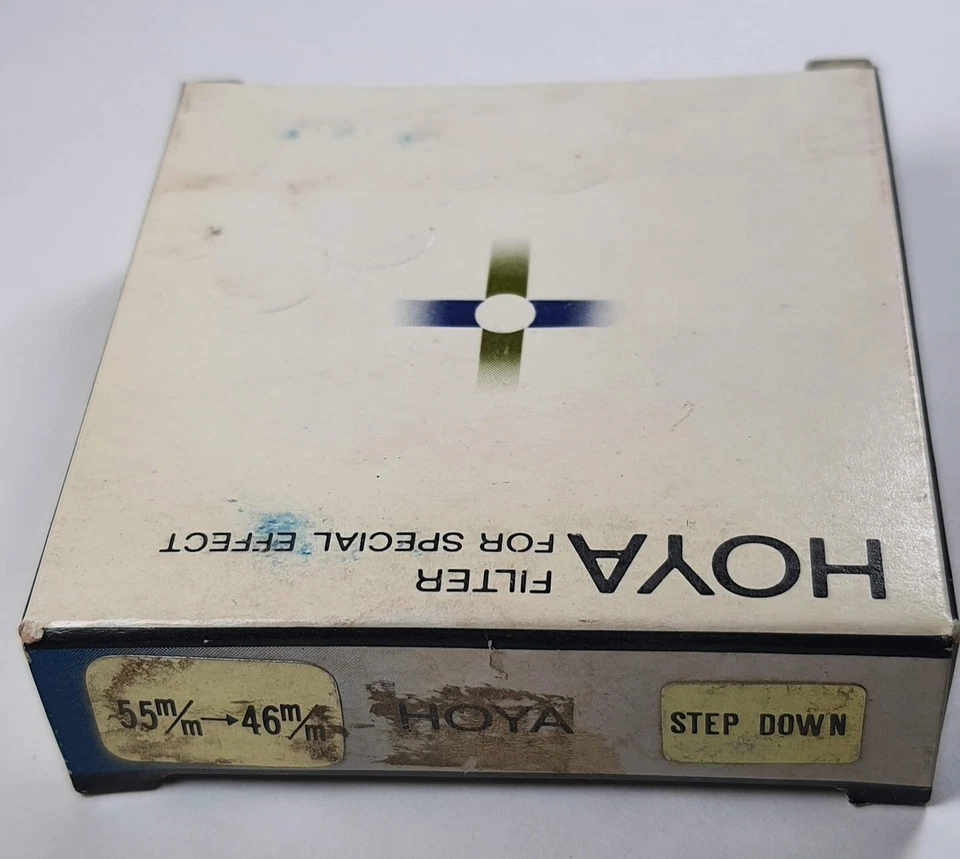 HOYA
FILTER
FOR SPECIAL EFFECT
55m/m→46m/m
HOYA
STEP DOWN